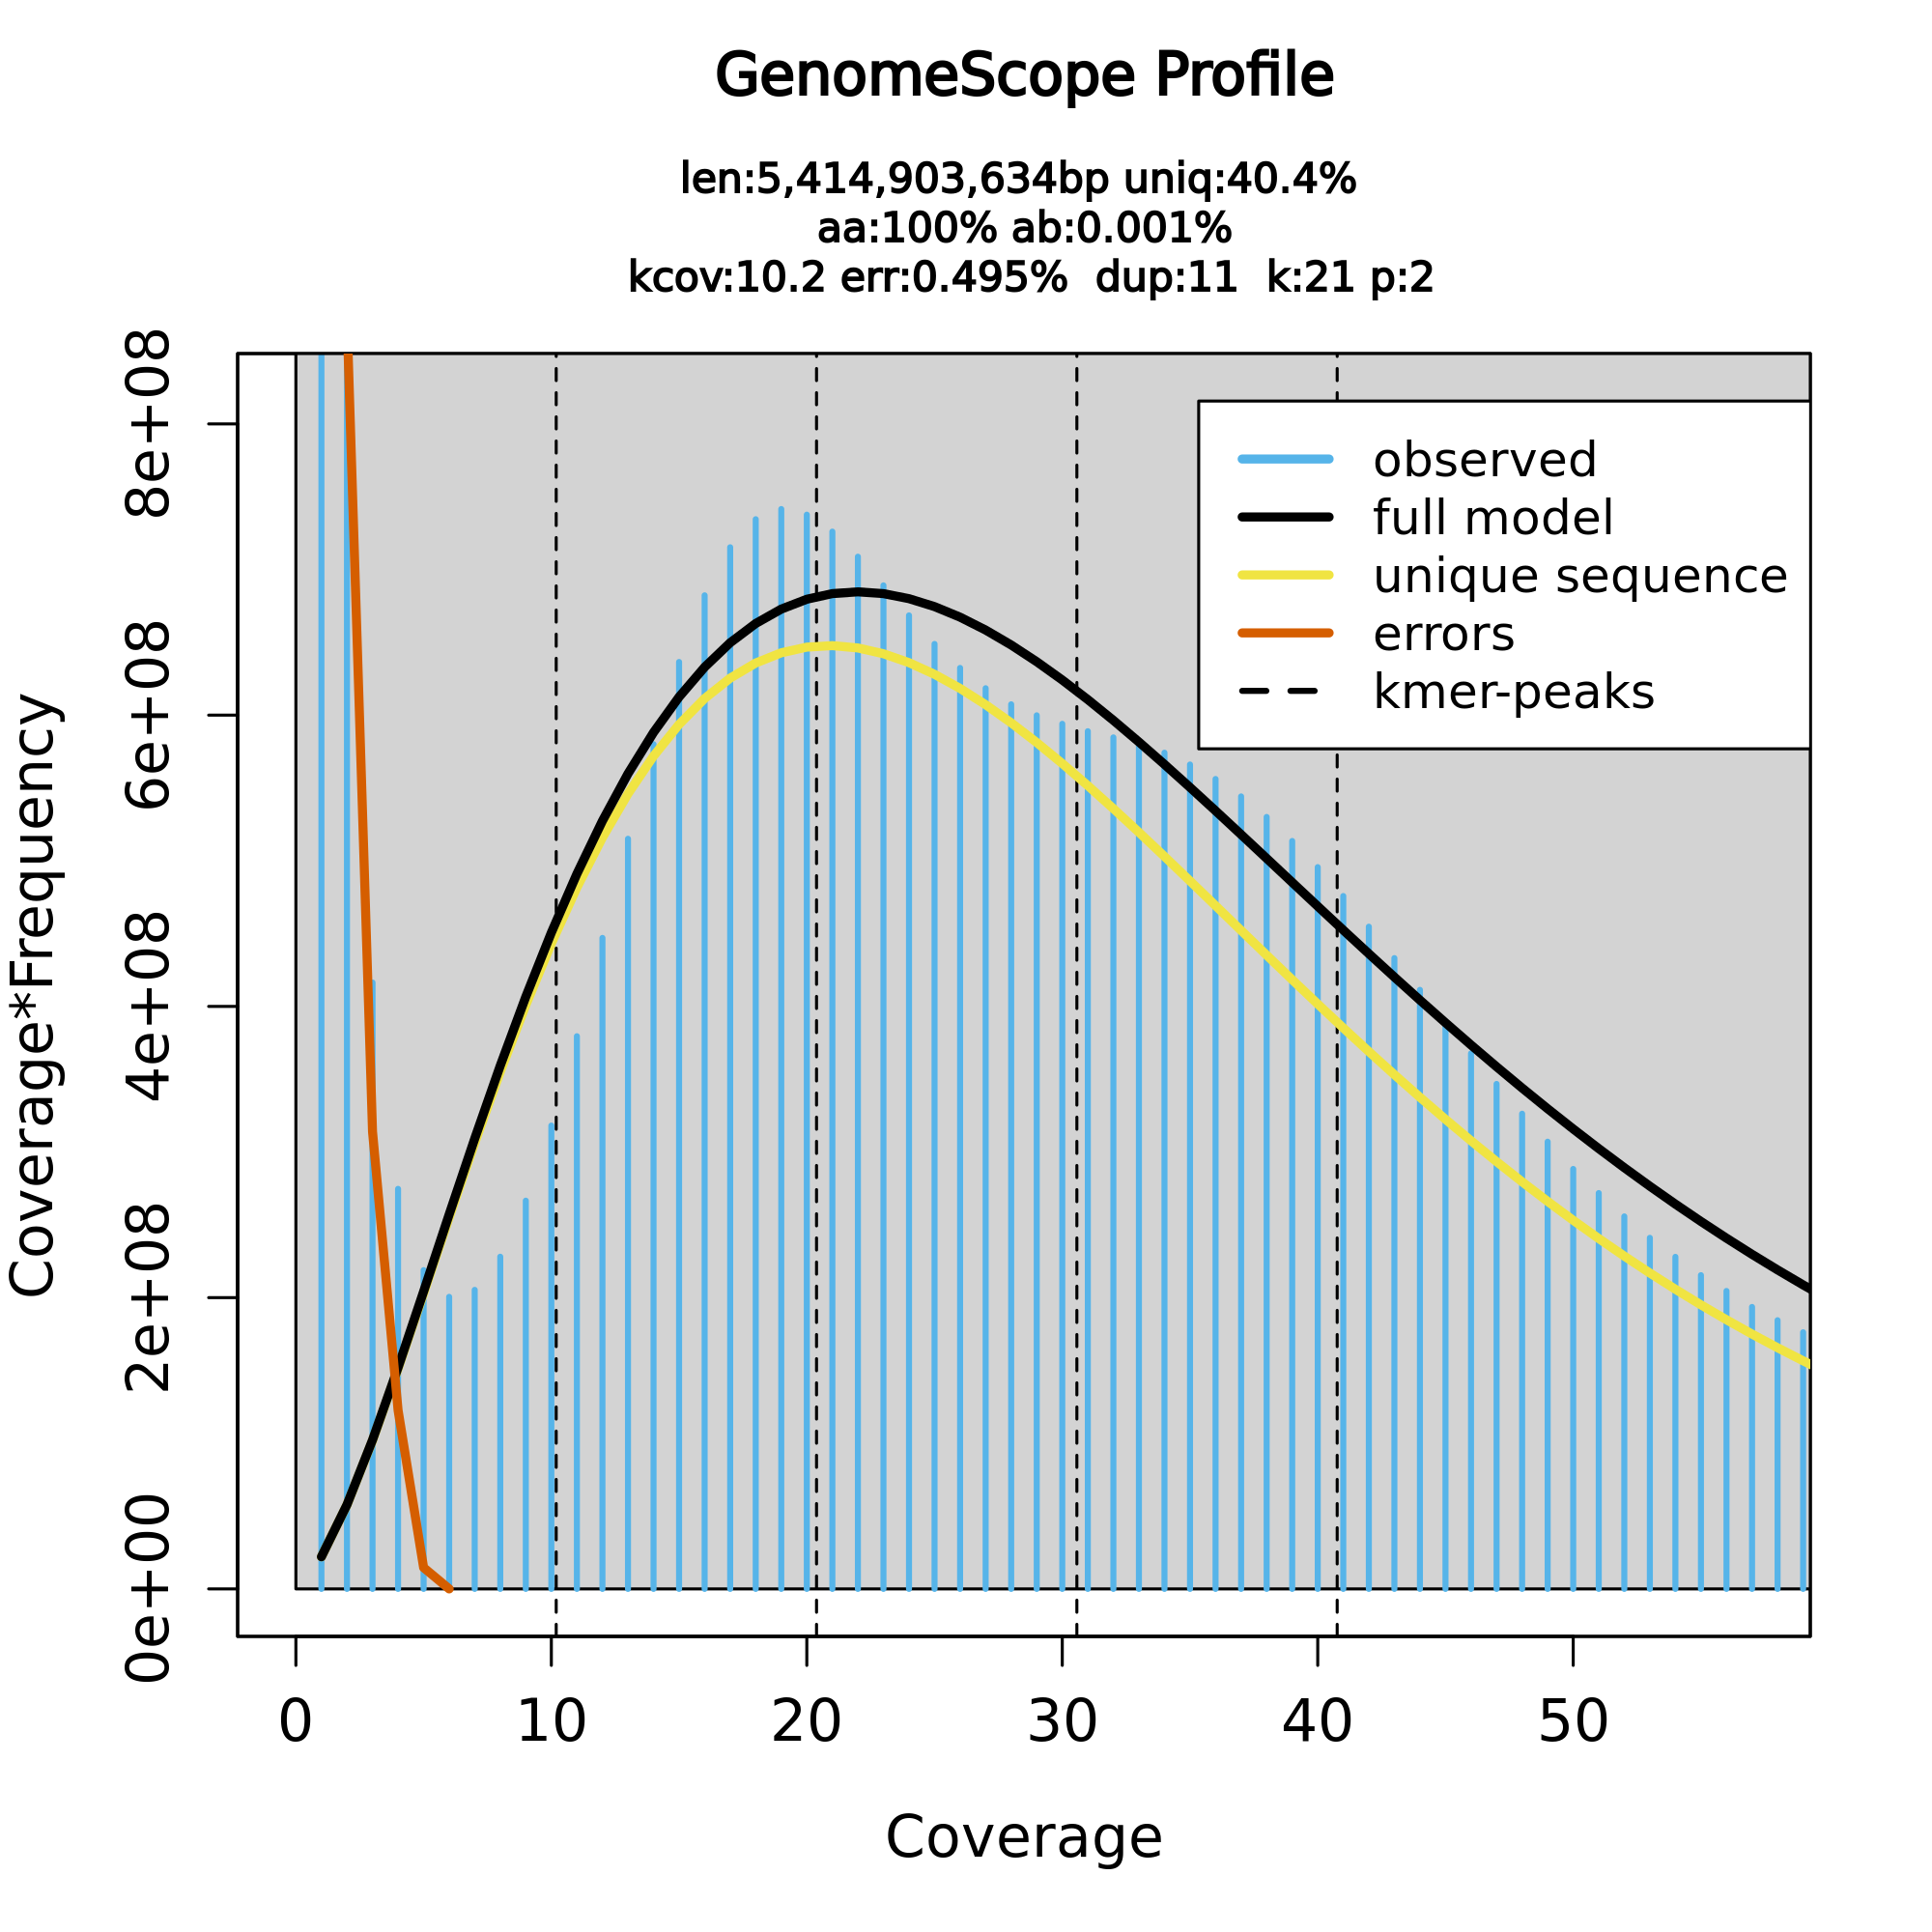 GenomeScope Profile
len:5,414,903,634bp uniq:40.4%
aa:100% ab:0.001%
kcov:10.2 err:0.495% dup:11 k:21 p:2
8e+08
6e+08
4e+08
2e+08
0e+00
Coverage*Frequency
observed
full model
unique sequence
errors
kmer-peaks
0 10 20 30 40 50
Coverage